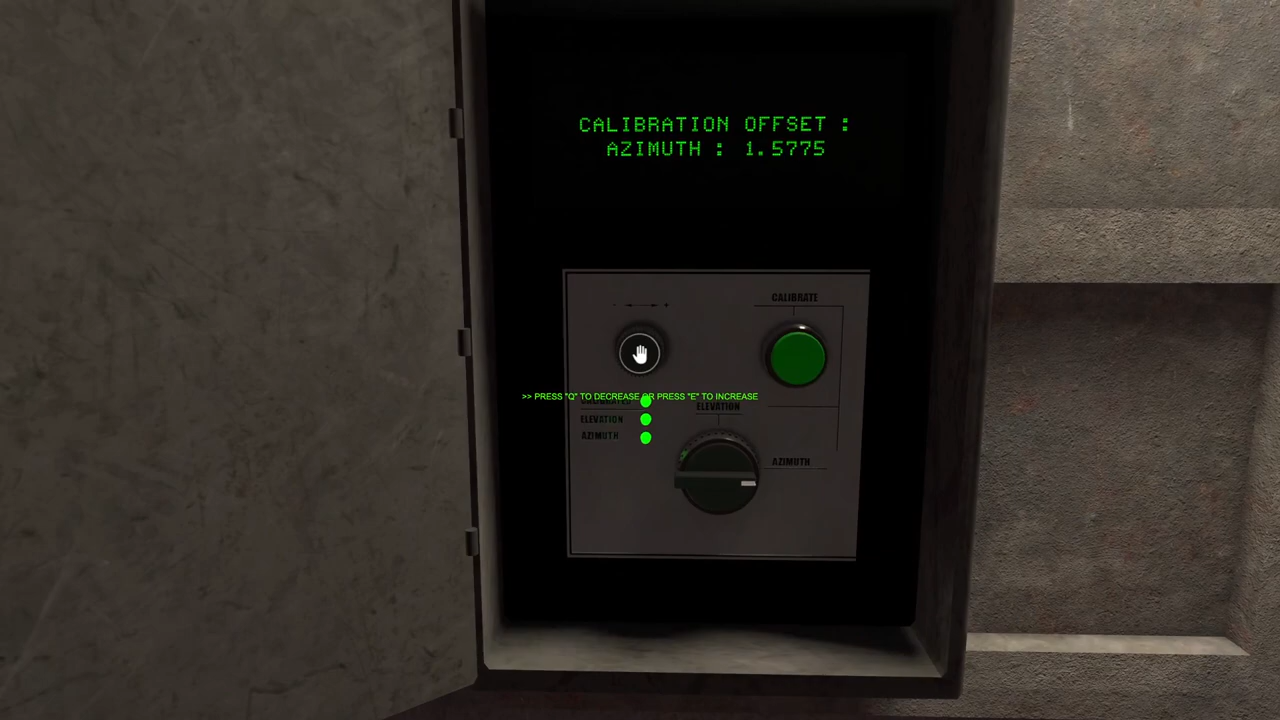 CALIBRATION OFFSET :
AZIMUTH : 1.5775
- +
CALIBRATE
>> PRESS "Q" TO DECREASE OR PRESS "E" TO INCREASE
ELEVATION
ELEVATION
AZIMUTH
AZIMUTH